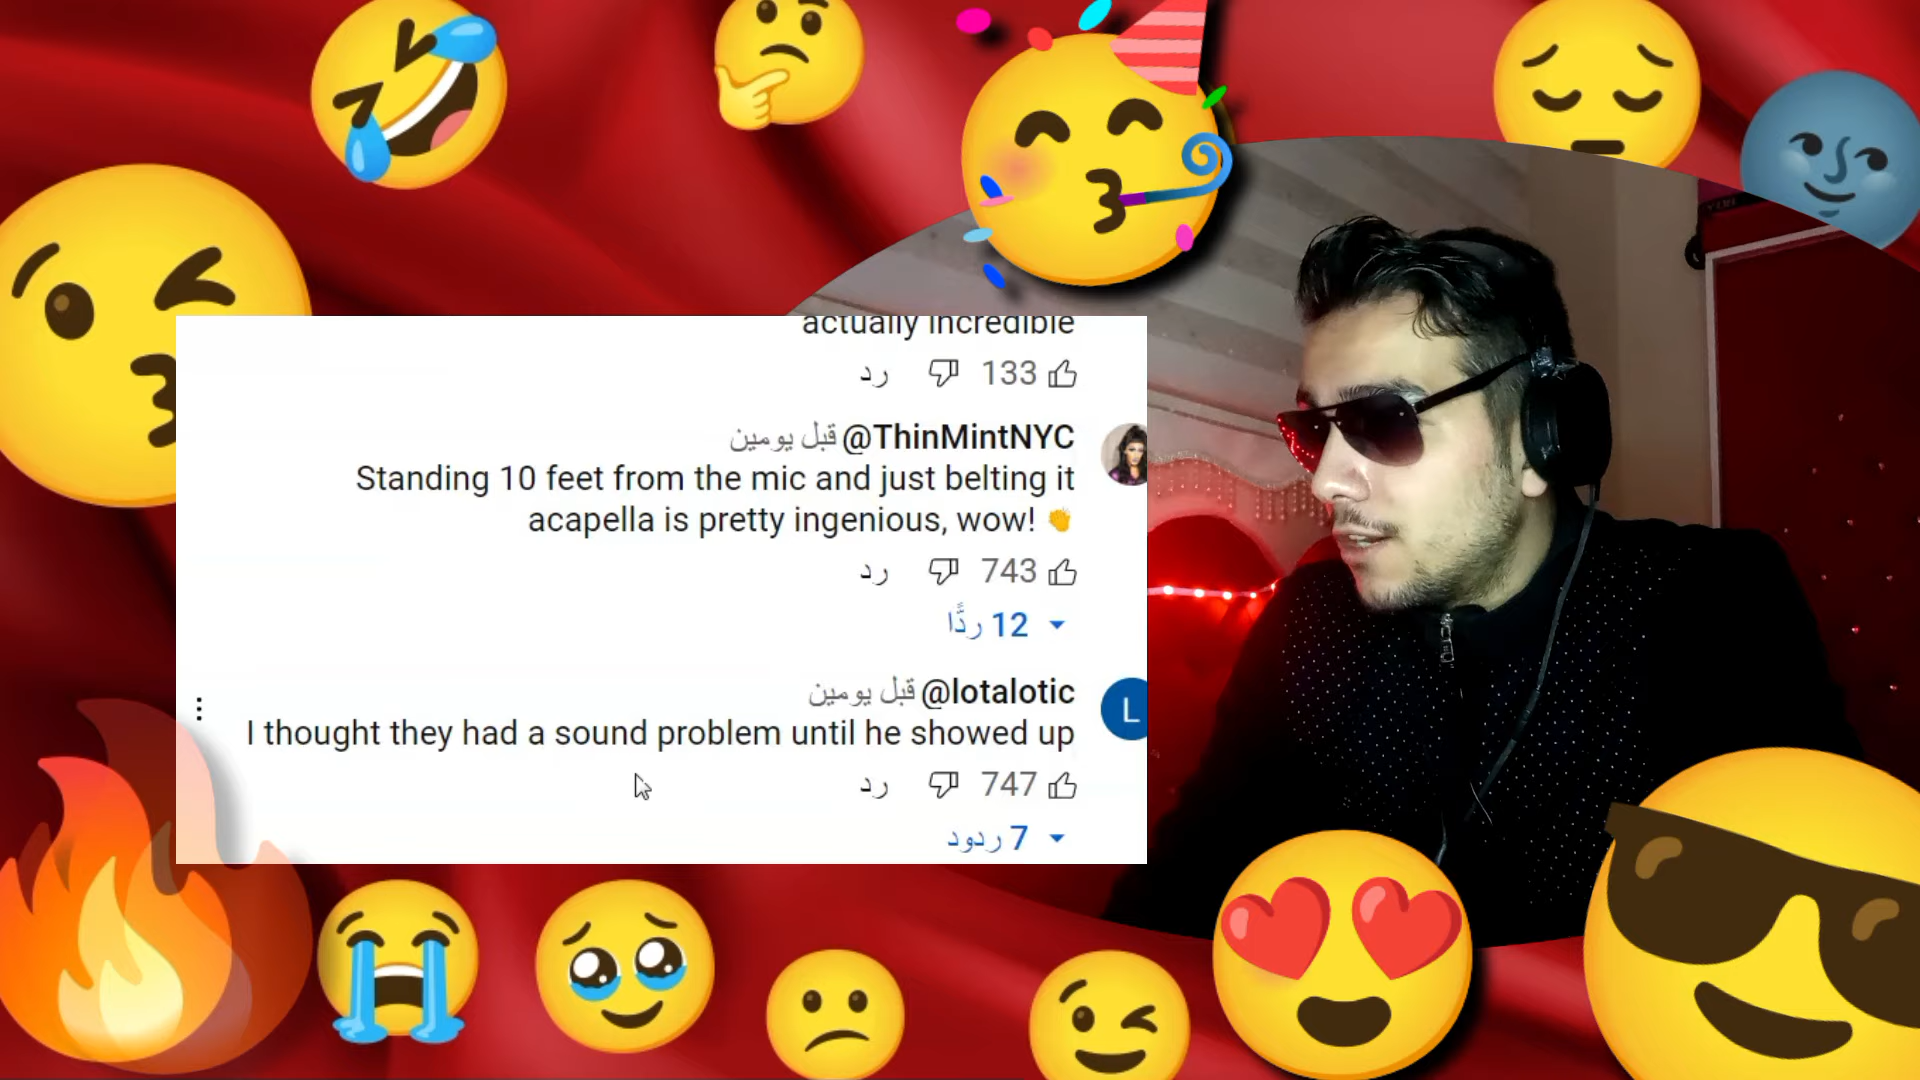 actually incredible
133 رد
@ThinMintNYC قبل يومين
Standing 10 feet from the mic and just belting it
acapella is pretty ingenious, wow! 👏
743 رد
12 ردًّا
@lotalotic قبل يومين
L
I thought they had a sound problem until he showed up
747 رد
7 ردود